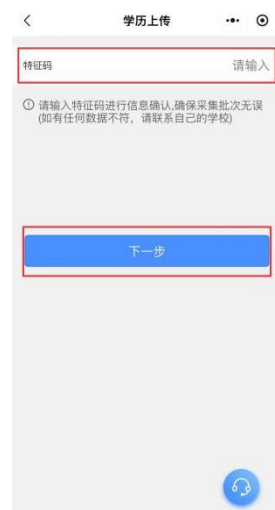 学历上传
特征码
请输入
请输入特征码进行信息确认,确保采集批次无误
(如有任何数据不符，请联系自己的学校)
下一步